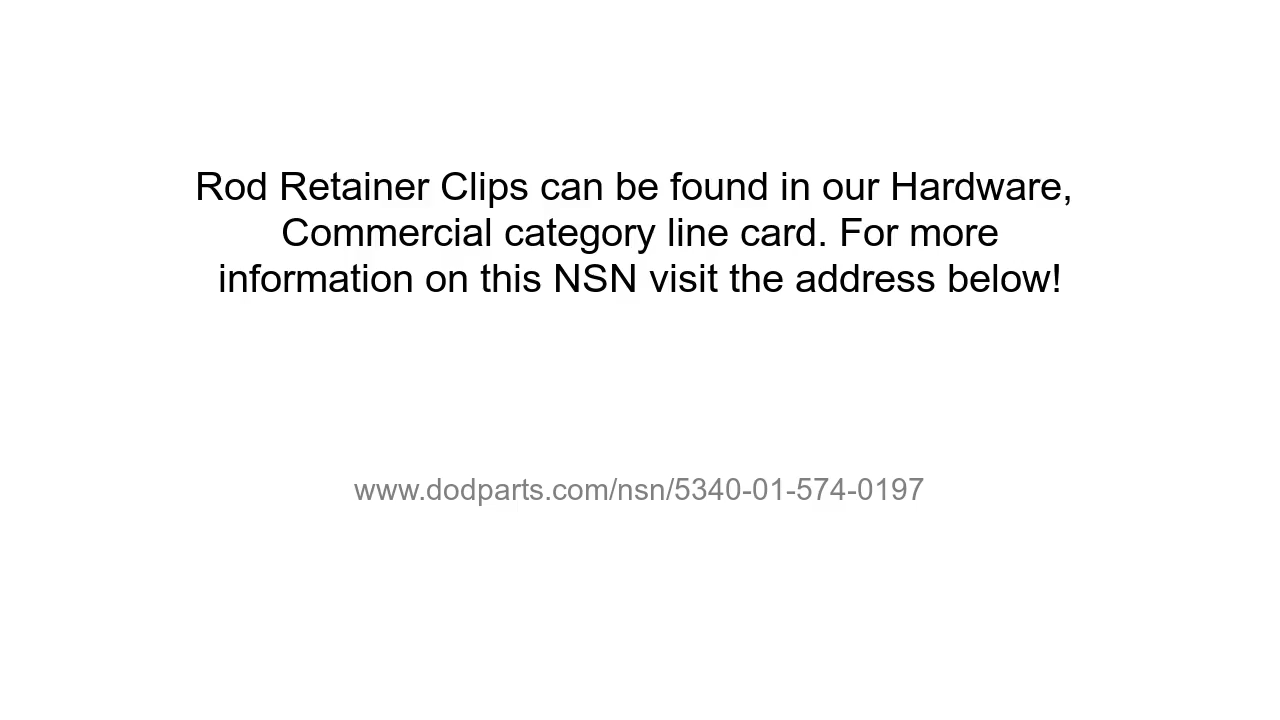 Rod Retainer Clips can be found in our Hardware,
Commercial category line card. For more
information on this NSN visit the address below!
www.dodparts.com/nsn/5340-01-574-0197